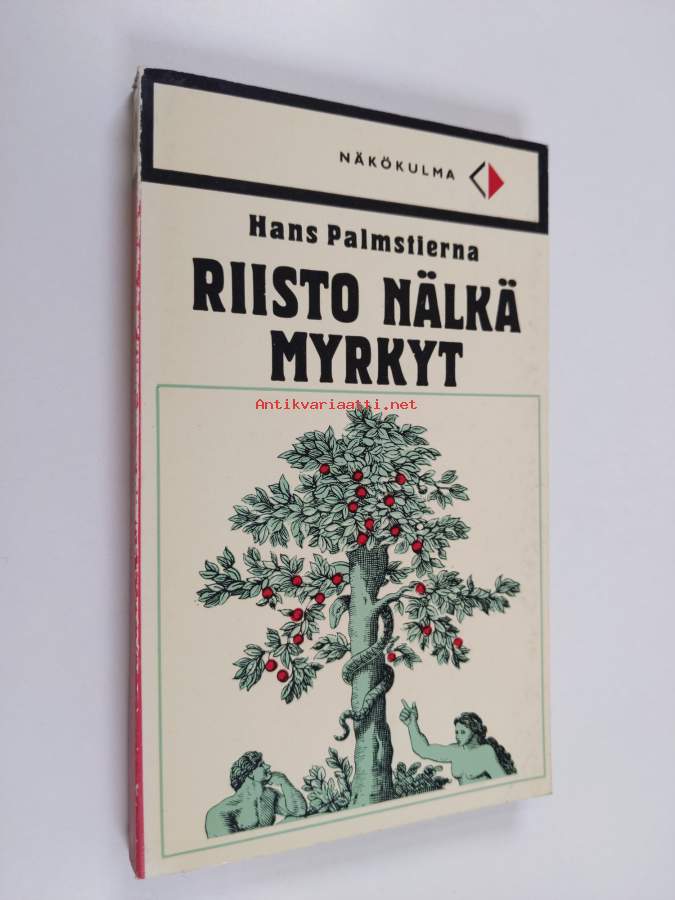 NÄKÖKULMA
Hans Palmstierna
RIISTO NÄLKÄ
MYRKYT
Antikvariaatti.net